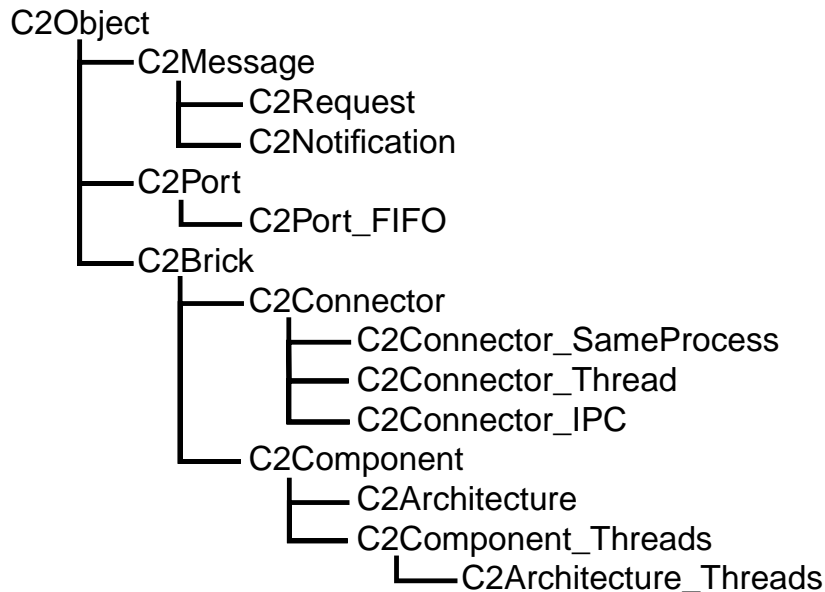 C2Object
C2Message
C2Request
C2Notification
C2Port
C2Port_FIFO
C2Brick
C2Connector
C2Connector_SameProcess
C2Connector_Thread
C2Connector_IPC
C2Component
C2Architecture
C2Component_Threads
C2Architecture_Threads